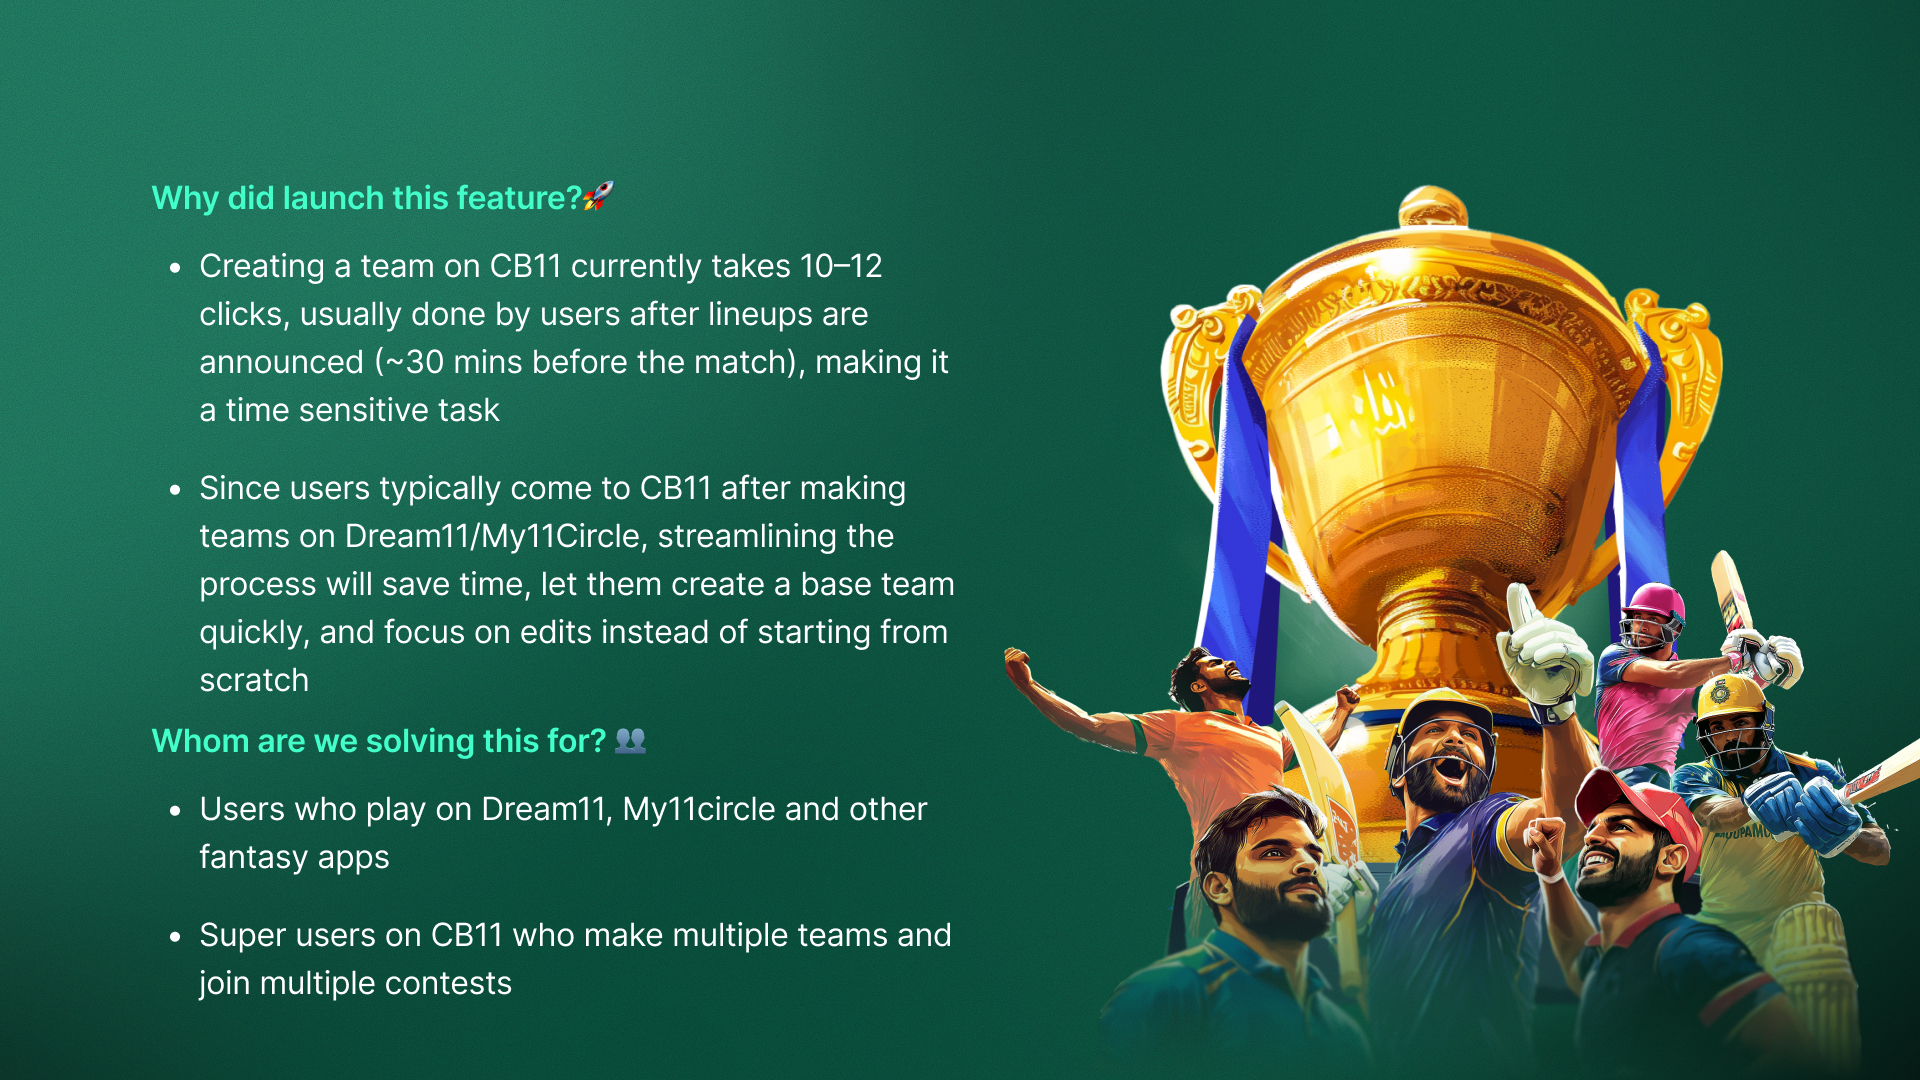 Why did launch this feature?🚀
• Creating a team on CB11 currently takes 10–12
clicks, usually done by users after lineups are
announced (~30 mins before the match), making it
a time sensitive task
• Since users typically come to CB11 after making
teams on Dream11/My11Circle, streamlining the
process will save time, let them create a base team
quickly, and focus on edits instead of starting from
scratch
Whom are we solving this for? 👥
• Users who play on Dream11, My11circle and other
fantasy apps
• Super users on CB11 who make multiple teams and
join multiple contests